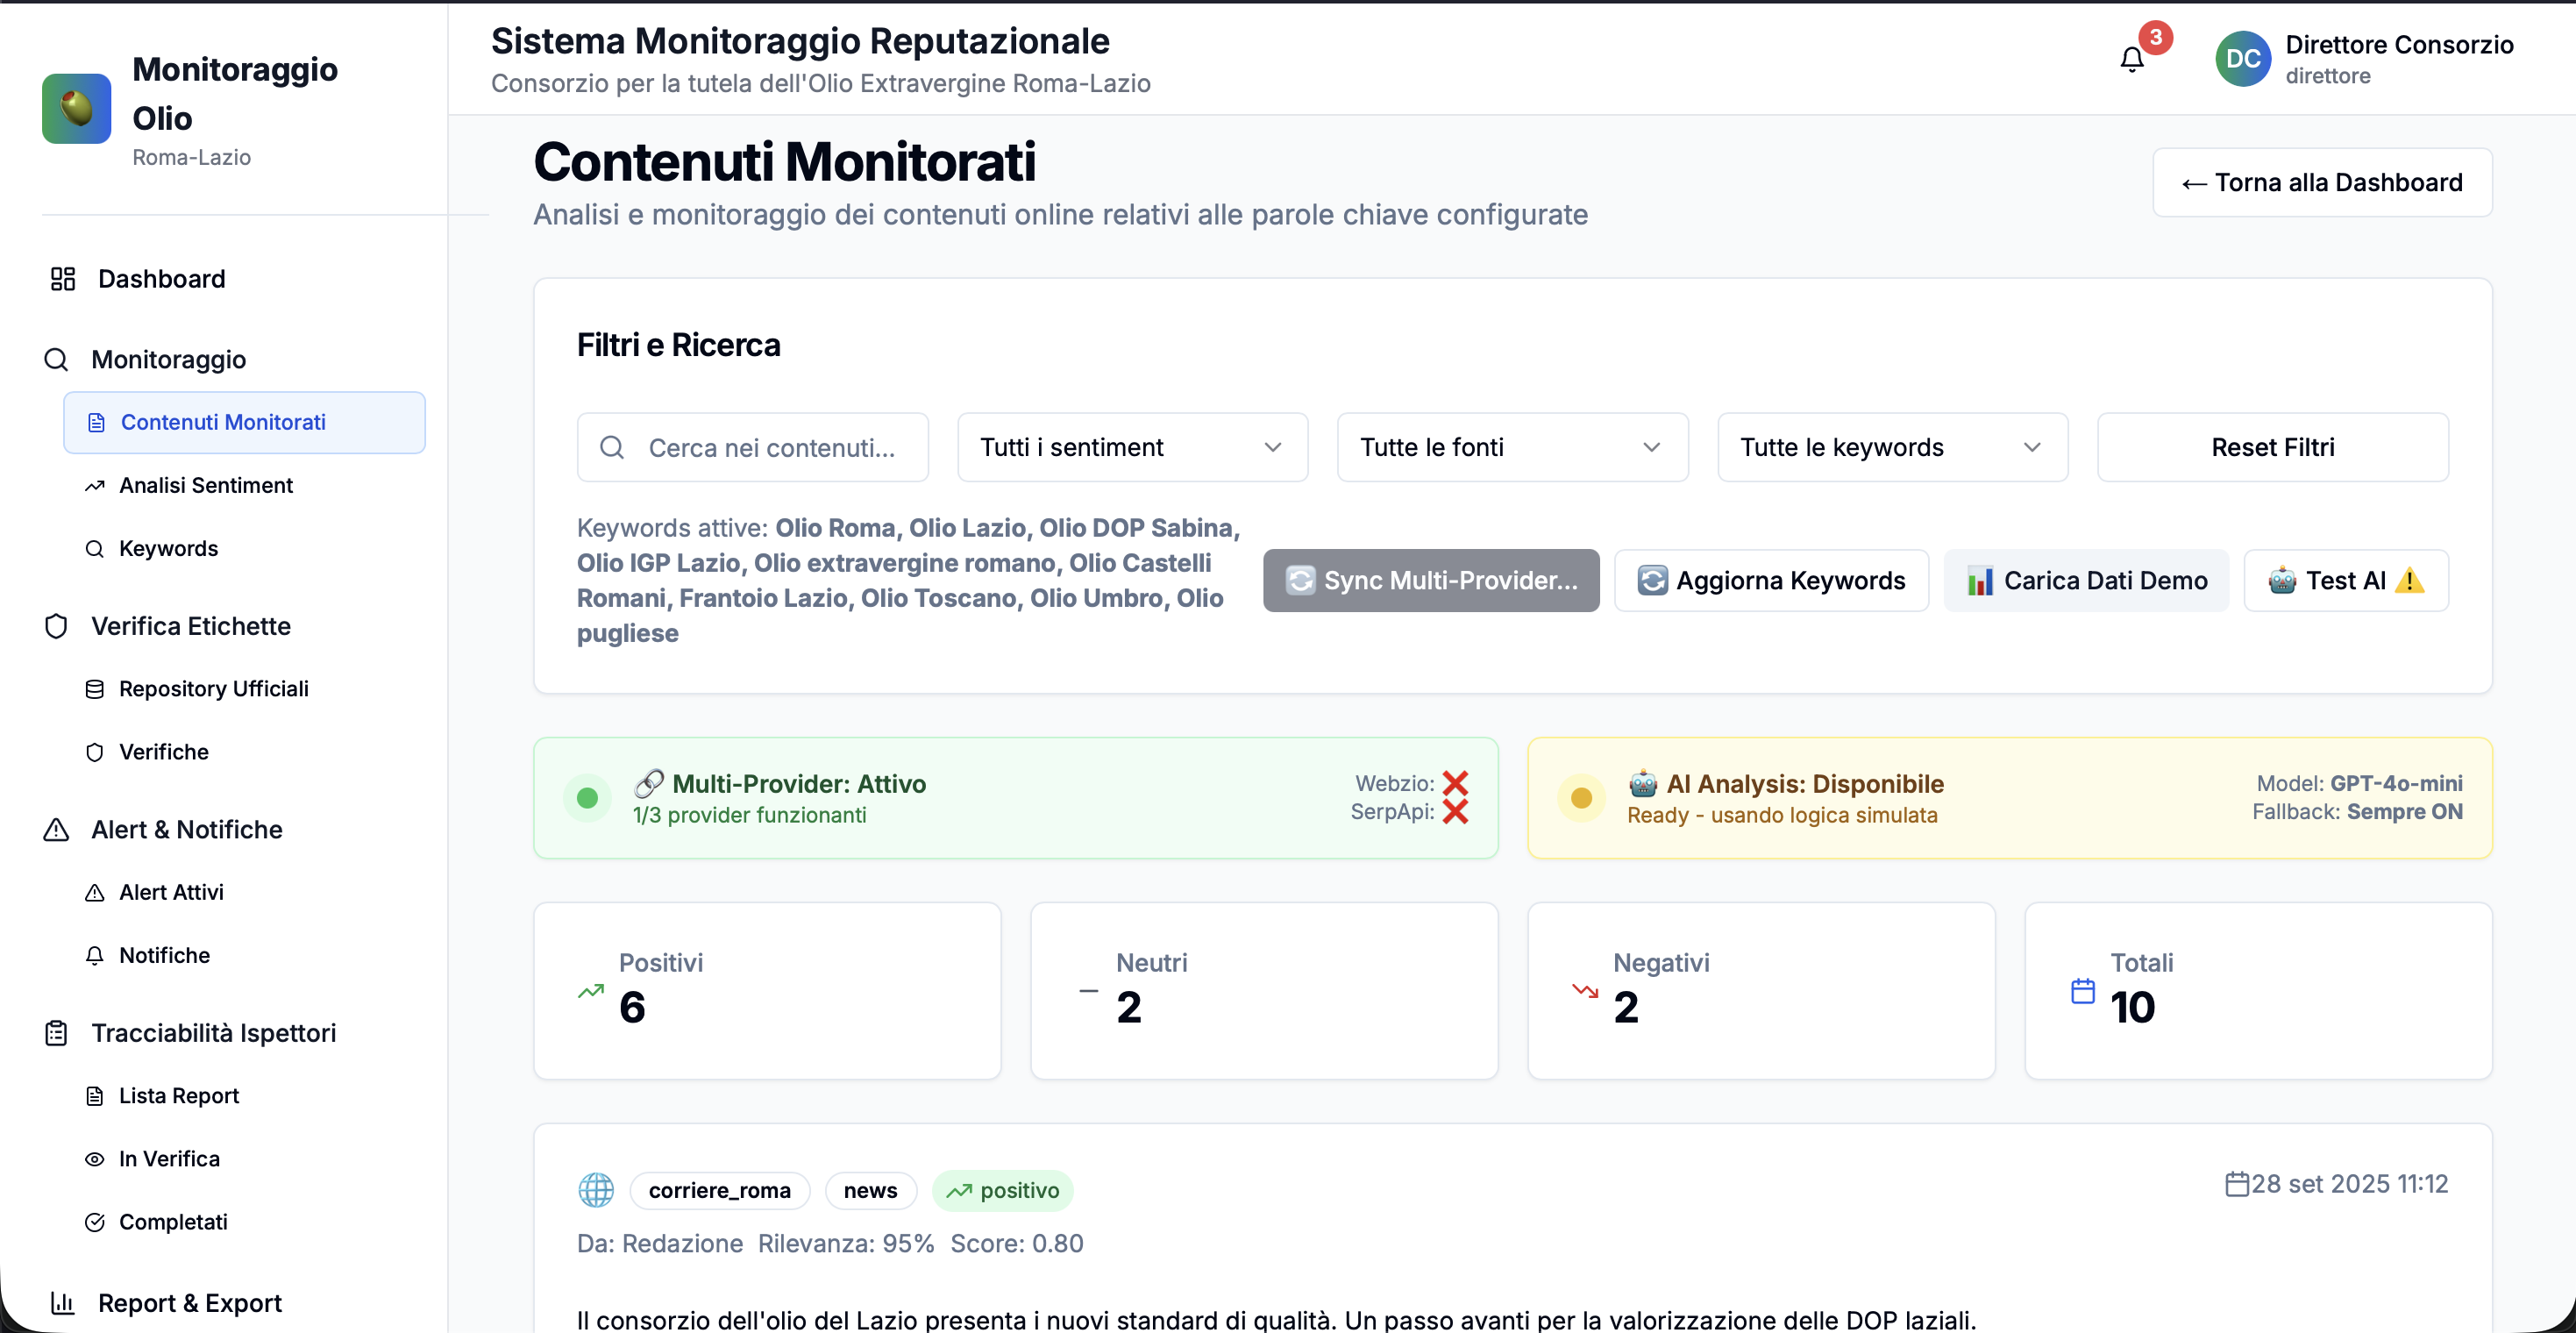 Monitoraggio
Olio
Roma-Lazio
Dashboard
Monitoraggio
Contenuti Monitorati
Analisi Sentiment
Keywords
Verifica Etichette
Repository Ufficiali
Verifiche
Alert & Notifiche
Alert Attivi
Notifiche
Tracciabilità Ispettori
Lista Report
In Verifica
Completati
Report & Export
Sistema Monitoraggio Reputazionale
Consorzio per la tutela dell'Olio Extravergine Roma-Lazio
3
DC
Direttore Consorzio
direttore
Contenuti Monitorati
Analisi e monitoraggio dei contenuti online relativi alle parole chiave configurate
← Torna alla Dashboard
Filtri e Ricerca
Cerca nei contenuti...
Tutti i sentiment
Tutte le fonti
Tutte le keywords
Reset Filtri
Keywords attive: Olio Roma, Olio Lazio, Olio DOP Sabina,
Olio IGP Lazio, Olio extravergine romano, Olio Castelli
Romani, Frantoio Lazio, Olio Toscano, Olio Umbro, Olio
pugliese
🔄 Sync Multi-Provider...
🔄 Aggiorna Keywords
📊 Carica Dati Demo
🤖 Test AI ⚠️
🔗 Multi-Provider: Attivo
1/3 provider funzionanti
Webzio: ❌
SerpApi: ❌
🤖 AI Analysis: Disponibile
Ready - usando logica simulata
Model: GPT-4o-mini
Fallback: Sempre ON
Positivi
6
Neutri
2
Negativi
2
Totali
10
🌐 corriere_roma news positivo
28 set 2025 11:12
Da: Redazione Rilevanza: 95% Score: 0.80
Il consorzio dell'olio del Lazio presenta i nuovi standard di qualità. Un passo avanti per la valorizzazione delle DOP laziali.